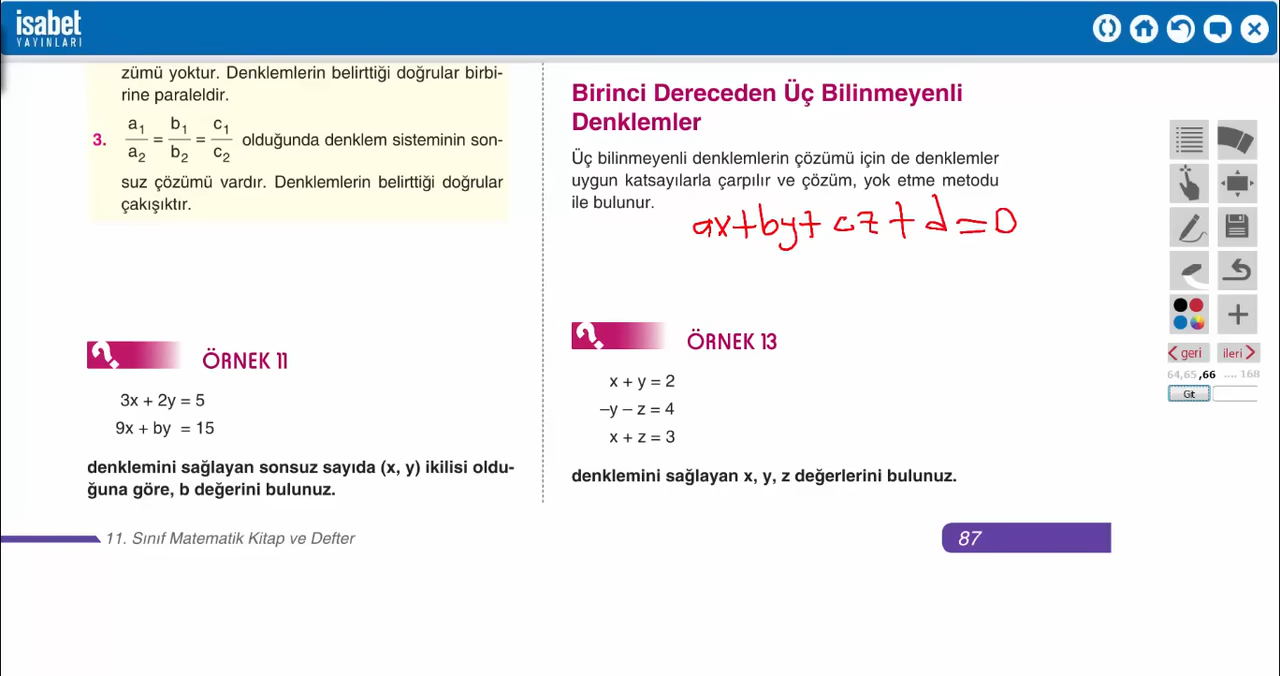 isabet
YAYINLARI
zümü yoktur. Denklemlerin belirttiği doğrular birbi-
rine paraleldir.
3. a1/a2 = b1/b2 = c1/c2 olduğunda denklem sisteminin son-
suz çözümü vardır. Denklemlerin belirttiği doğrular
çakışıktır.
ÖRNEK 11
3x + 2y = 5
9x + by = 15
denklemini sağlayan sonsuz sayıda (x, y) ikilisi oldu-
ğuna göre, b değerini bulunuz.
11. Sınıf Matematik Kitap ve Defter
Birinci Dereceden Üç Bilinmeyenli
Denklemler
Üç bilinmeyenli denklemlerin çözümü için de denklemler
uygun katsayılarla çarpılır ve çözüm, yok etme metodu
ile bulunur.
ax+by+cz+d=0
ÖRNEK 13
x + y = 2
–y – z = 4
x + z = 3
denklemini sağlayan x, y, z değerlerini bulunuz.
87
geri
ileri
64,65,66 .... 168
Git